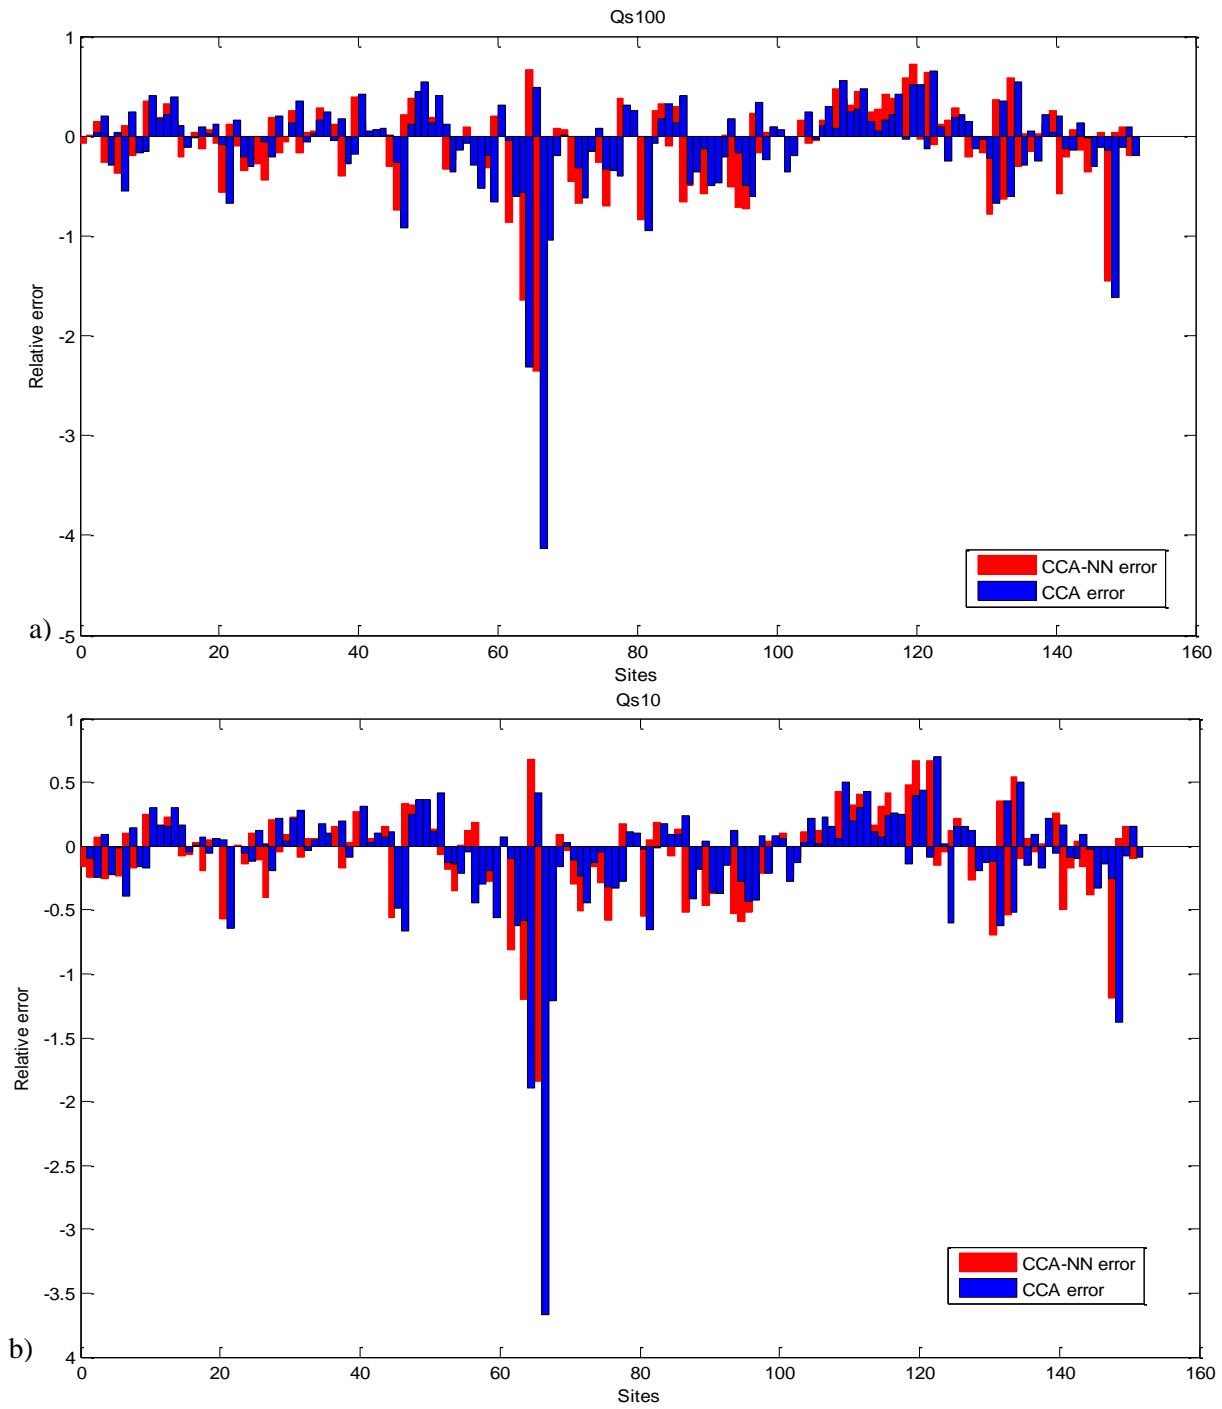 Qs100
1
0
-1
-2
-3
-4
-5
Relative error
CCA-NN error
CCA error
a)
0 20 40 60 80 100 120 140 160
Sites
Qs10
1
0.5
0
-0.5
-1
-1.5
-2
-2.5
-3
-3.5
4
Relative error
CCA-NN error
CCA error
b)
0 20 40 60 80 100 120 140 160
Sites